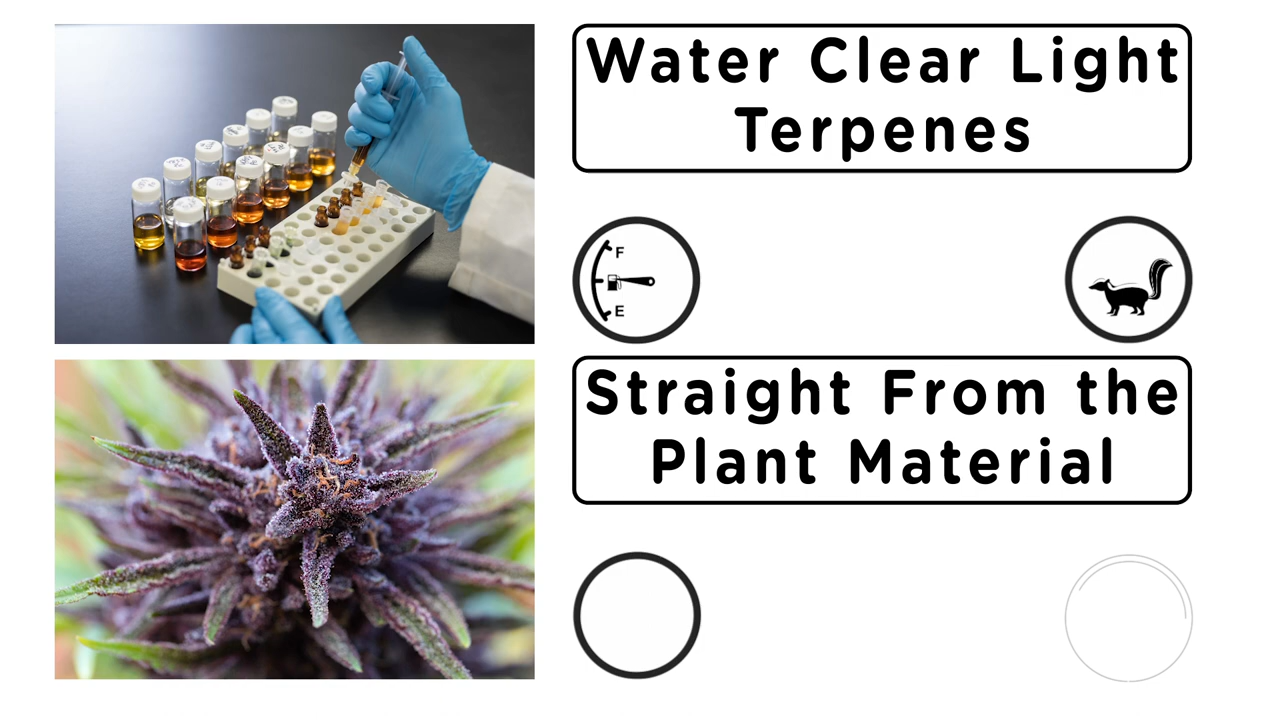 Water Clear Light
Terpenes
F
E
Straight From the
Plant Material